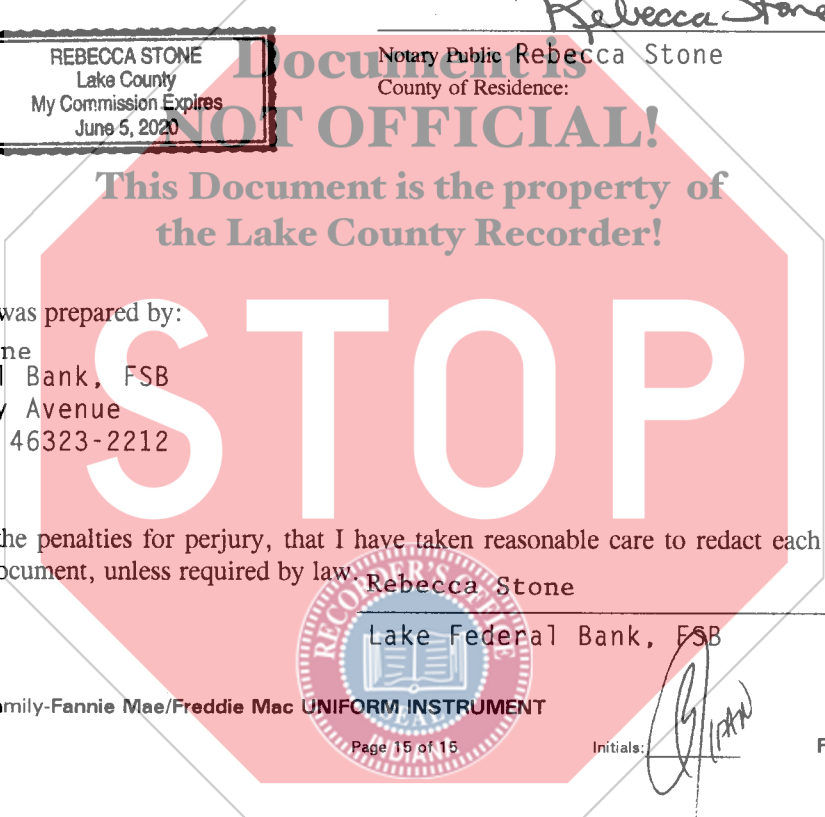 Rebecca Stone
REBECCA STONE
Lake County
My Commission Expires
June 5, 2020
Notary Public Rebecca Stone
County of Residence:
Document is
NOT OFFICIAL!
This Document is the property of
the Lake County Recorder!
STOP
was prepared by:
ne
l Bank, FSB
y Avenue
46323-2212
the penalties for perjury, that I have taken reasonable care to redact each
ocument, unless required by law.
Rebecca Stone
Lake Federal Bank, FSB
RECORDER'S OFFICE
SEAL
INDIANA
mily-Fannie Mae/Freddie Mac UNIFORM INSTRUMENT
Page 15 of 15
Initials:
F